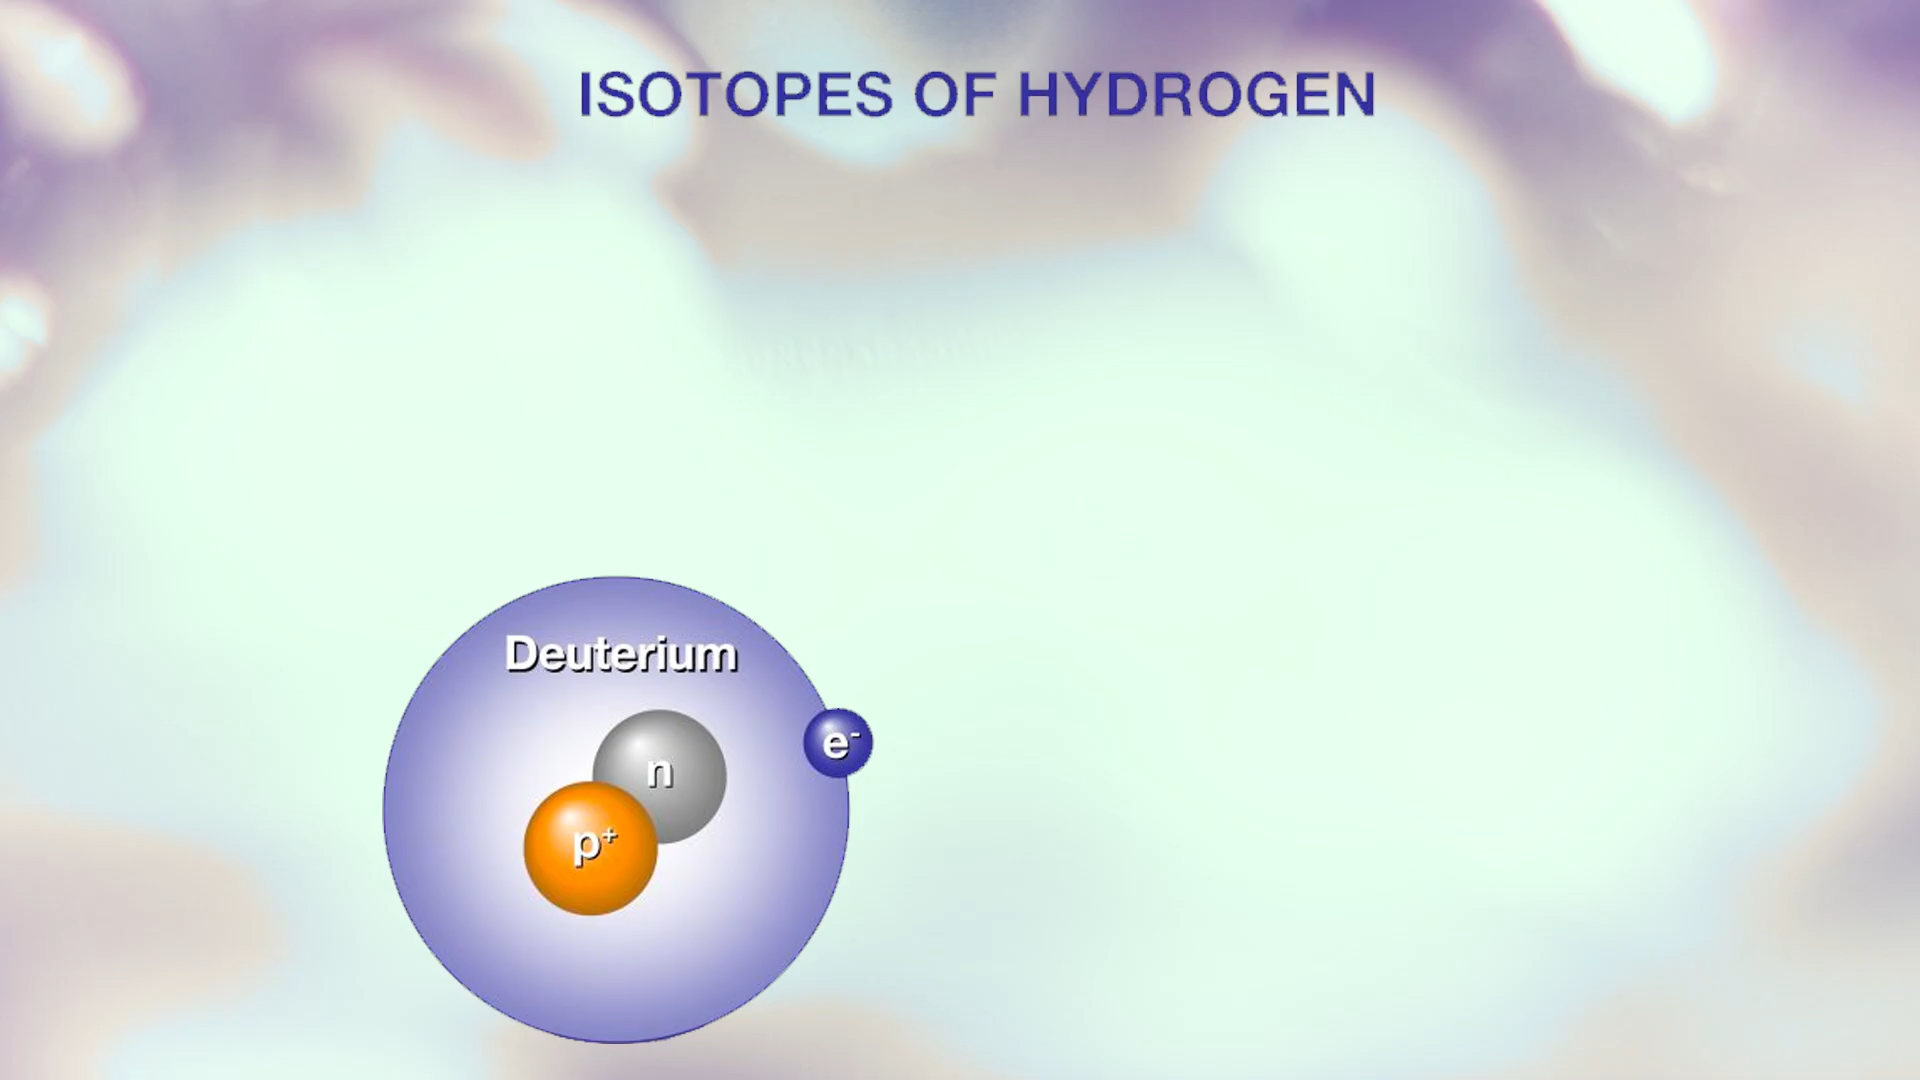 ISOTOPES OF HYDROGEN
Deuterium
e⁻
n
p⁺